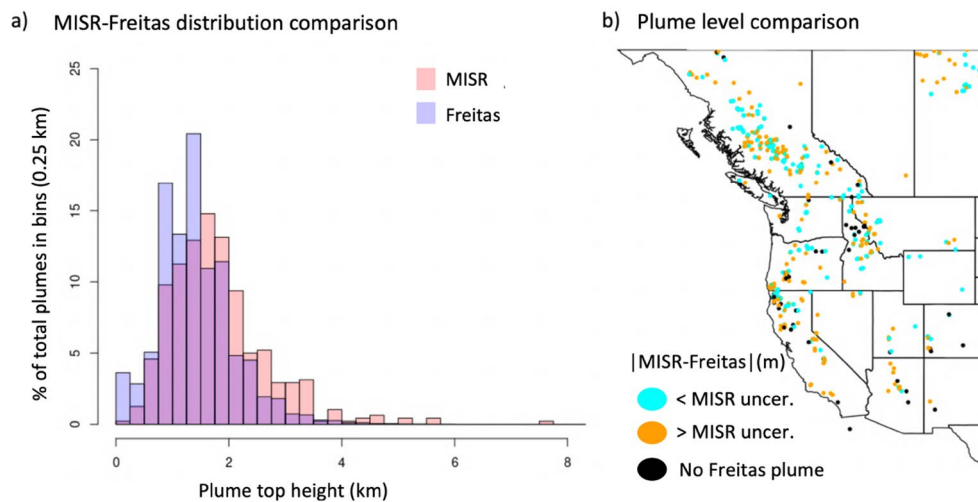 a) MISR-Freitas distribution comparison
% of total plumes in bins (0.25 km)
25
20
15
10
5
0
MISR
Freitas
0 2 4 6 8
Plume top height (km)
b) Plume level comparison
|MISR-Freitas|(m)
< MISR uncer.
> MISR uncer.
No Freitas plume